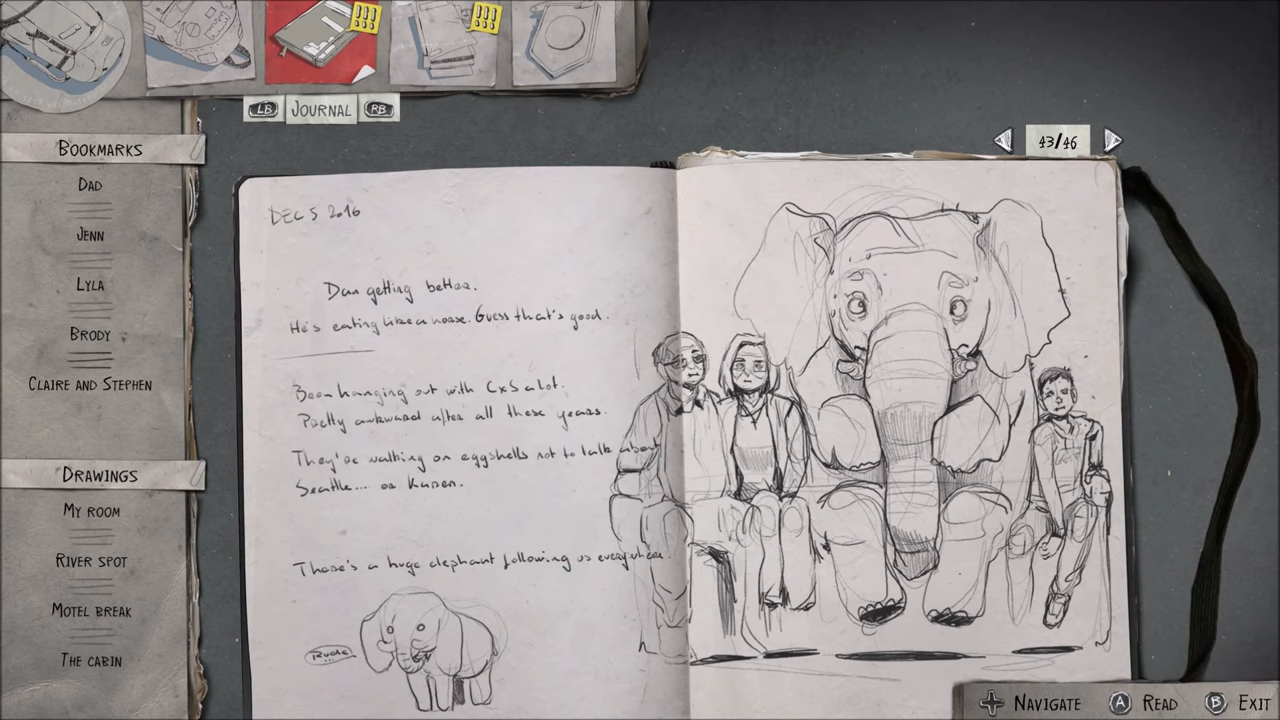 LB JOURNAL RB
BOOKMARKS
DAD
JENN
LYLA
BRODY
CLAIRE AND STEPHEN
DRAWINGS
MY ROOM
RIVER SPOT
MOTEL BREAK
THE CABIN
43/46
DEC 5 2016
Dan getting better.
He's eating like a horse. Guess that's good.
Been hanging out with C&S a lot.
Pretty awkward after all these years.
They're walking on eggshells not to talk about
Seattle... or Karen.
There's a huge elephant following us everywhere.
Rude
...
NAVIGATE A READ B EXIT